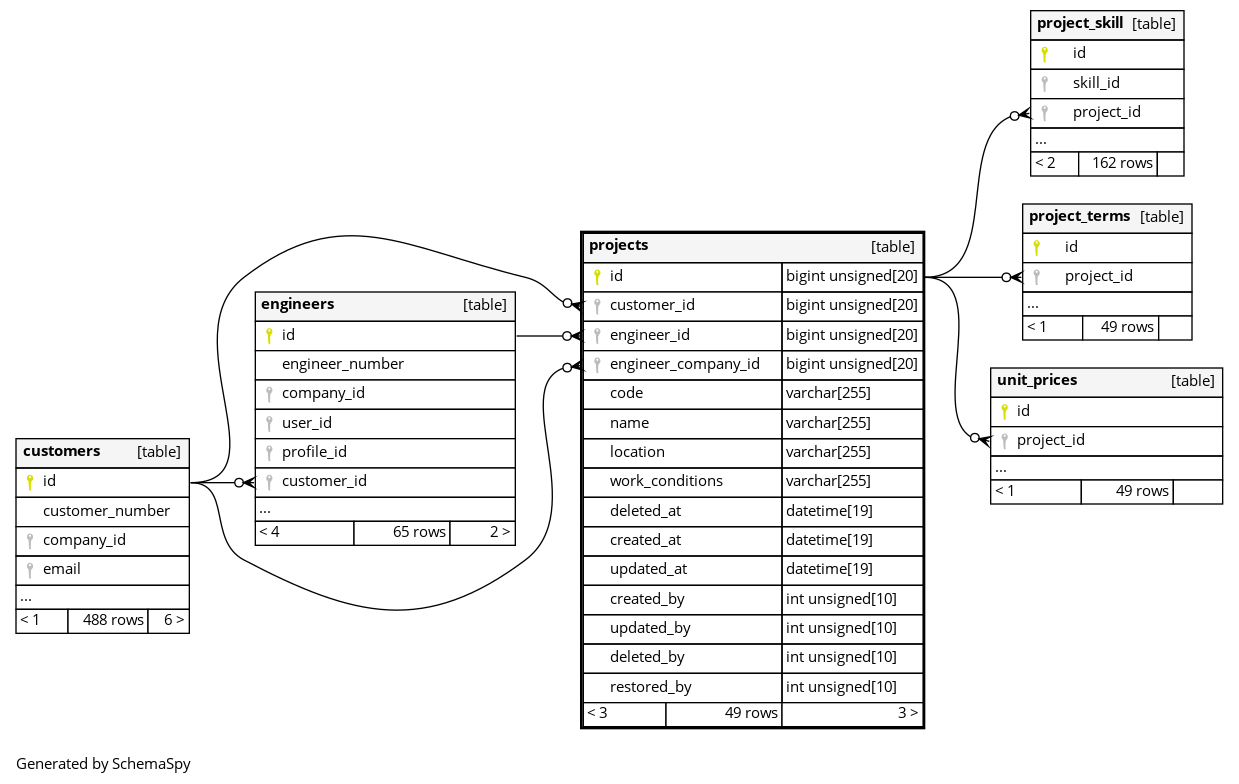 project_skill [table]
id
skill_id
project_id
...
< 2 162 rows
project_terms [table]
id
project_id
...
< 1 49 rows
unit_prices [table]
id
project_id
...
< 1 49 rows
projects [table]
id bigint unsigned[20]
customer_id bigint unsigned[20]
engineer_id bigint unsigned[20]
engineer_company_id bigint unsigned[20]
code varchar[255]
name varchar[255]
location varchar[255]
work_conditions varchar[255]
deleted_at datetime[19]
created_at datetime[19]
updated_at datetime[19]
created_by int unsigned[10]
updated_by int unsigned[10]
deleted_by int unsigned[10]
restored_by int unsigned[10]
< 3 49 rows 3 >
engineers [table]
id
engineer_number
company_id
user_id
profile_id
customer_id
...
< 4 65 rows 2 >
customers [table]
id
customer_number
company_id
email
...
< 1 488 rows 6 >
Generated by SchemaSpy